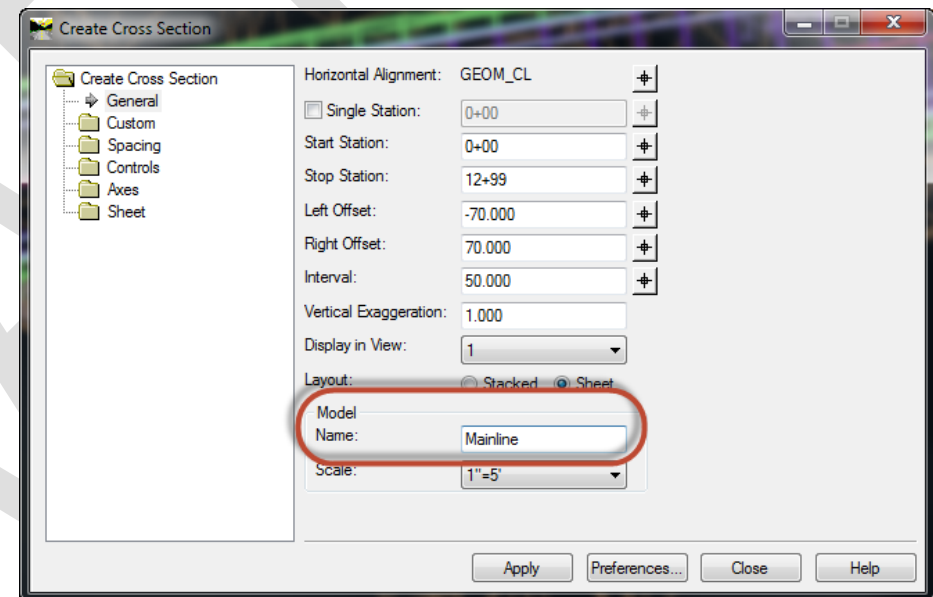 Create Cross Section
Create Cross Section
General
Custom
Spacing
Controls
Axes
Sheet
Horizontal Alignment: GEOM_CL
Single Station: 0+00
Start Station: 0+00
Stop Station: 12+99
Left Offset: -70.000
Right Offset: 70.000
Interval: 50.000
Vertical Exaggeration: 1.000
Display in View: 1
Layout: Stacked Sheet
Model
Name: Mainline
Scale: 1"=5'
Apply Preferences... Close Help